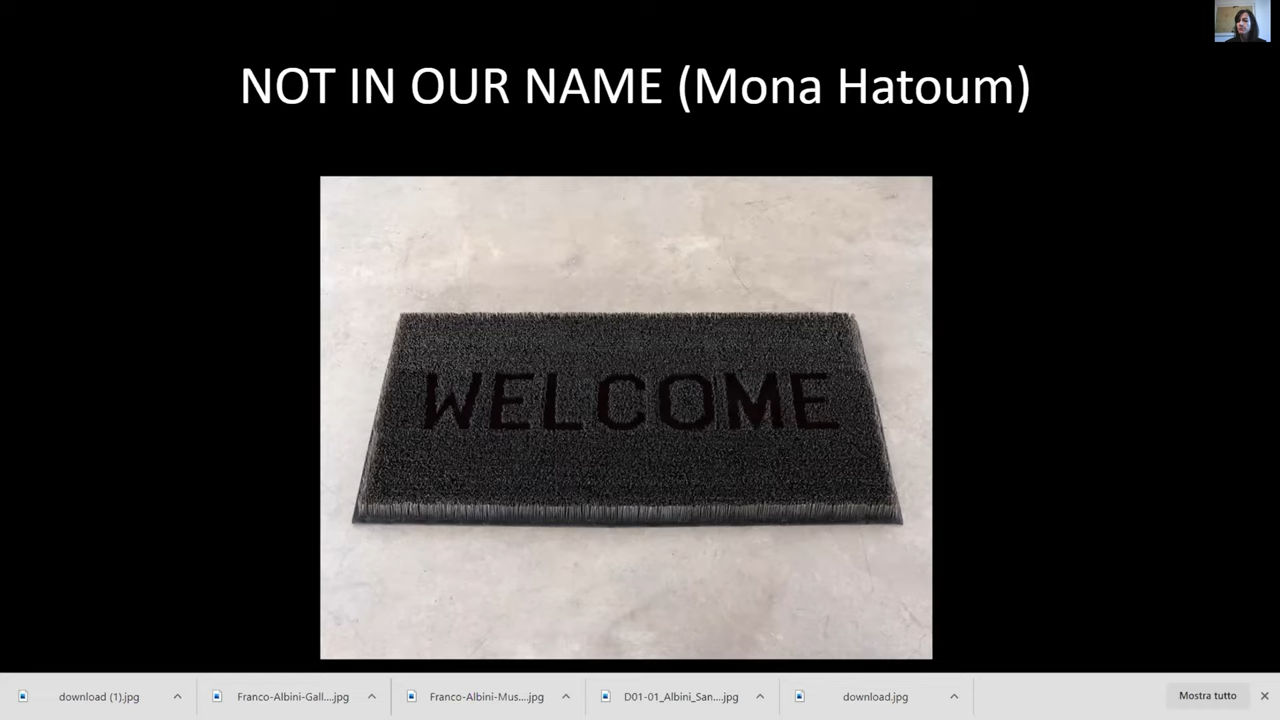 NOT IN OUR NAME (Mona Hatoum)
WELCOME
download (1).jpg
Franco-Albini-Gall....jpg
Franco-Albini-Mus....jpg
D01-01_Albini_San....jpg
download.jpg
Mostra tutto